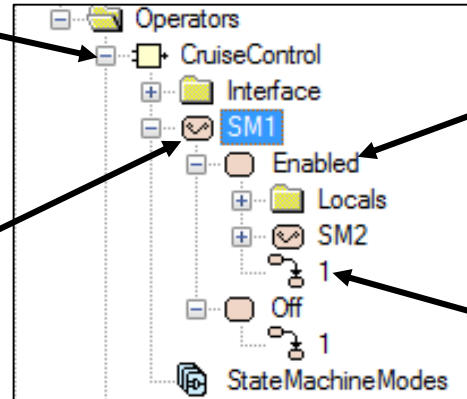 Operators
CruiseControl
Interface
SM1
Enabled
Locals
SM2
1
Off
1
StateMachineModes